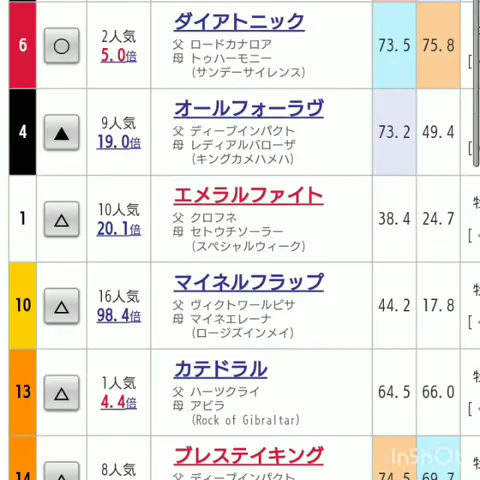 6 ○ 2人気 5.0倍 ダイアトニック 73.5 75.8
父 ロードカナロア
母 トゥハーモニー
(サンデーサイレンス)
4 ▲ 9人気 19.0倍 オールフォーラヴ 73.2 49.4
父 ディープインパクト
母 レディアルバローザ
(キングカメハメハ)
1 △ 10人気 20.1倍 エメラルファイト 38.4 24.7
父 クロフネ
母 セトウチソーラー
(スペシャルウィーク)
10 △ 16人気 98.4倍 マイネルフラップ 44.2 17.8
父 ヴィクトワールピサ
母 マイネエレーナ
(ロージズインメイ)
13 △ 1人気 4.4倍 カテドラル 64.5 66.0
父 ハーツクライ
母 アビラ
(Rock of Gibraltar)
14 △ 8人気 ブレステイキング 74.5 69.7
父 ディープインパクト
InShOt